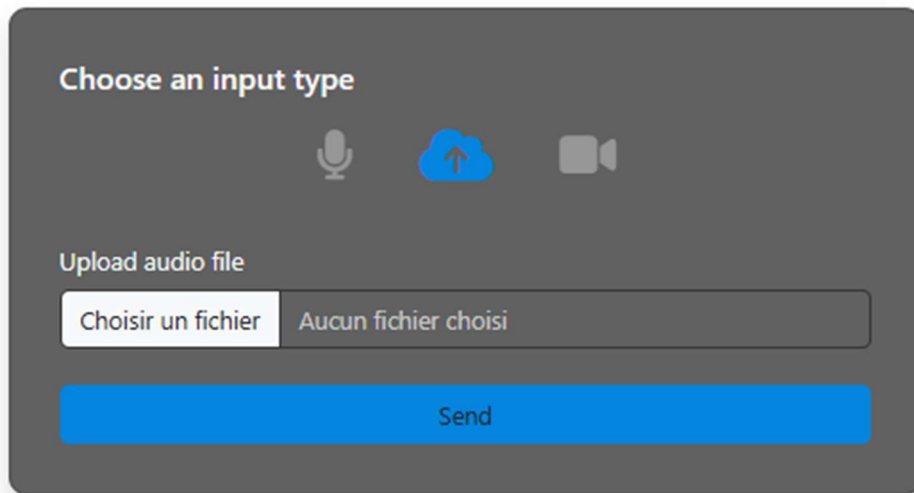 Choose an input type
Upload audio file
Choisir un fichier Aucun fichier choisi
Send